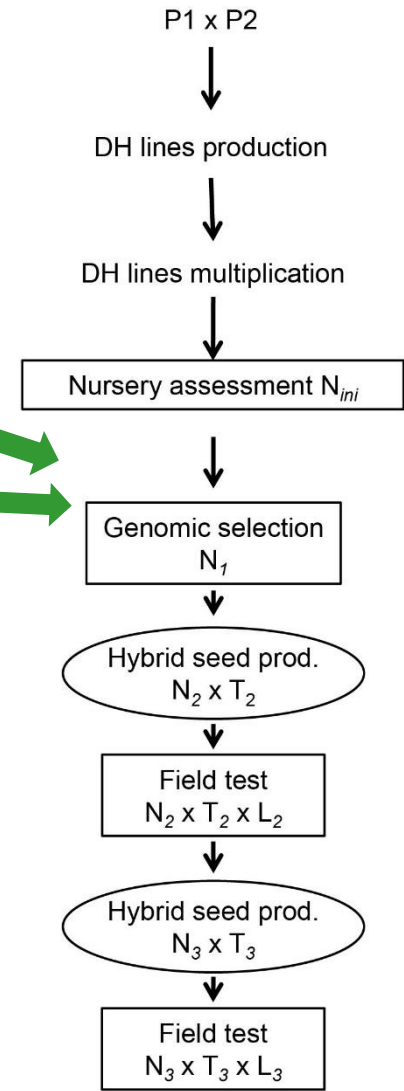 P1 x P2
DH lines production
DH lines multiplication
Nursery assessment Nini
Genomic selection
N1
Hybrid seed prod.
N2 x T2
Field test
N2 x T2 x L2
Hybrid seed prod.
N3 x T3
Field test
N3 x T3 x L3